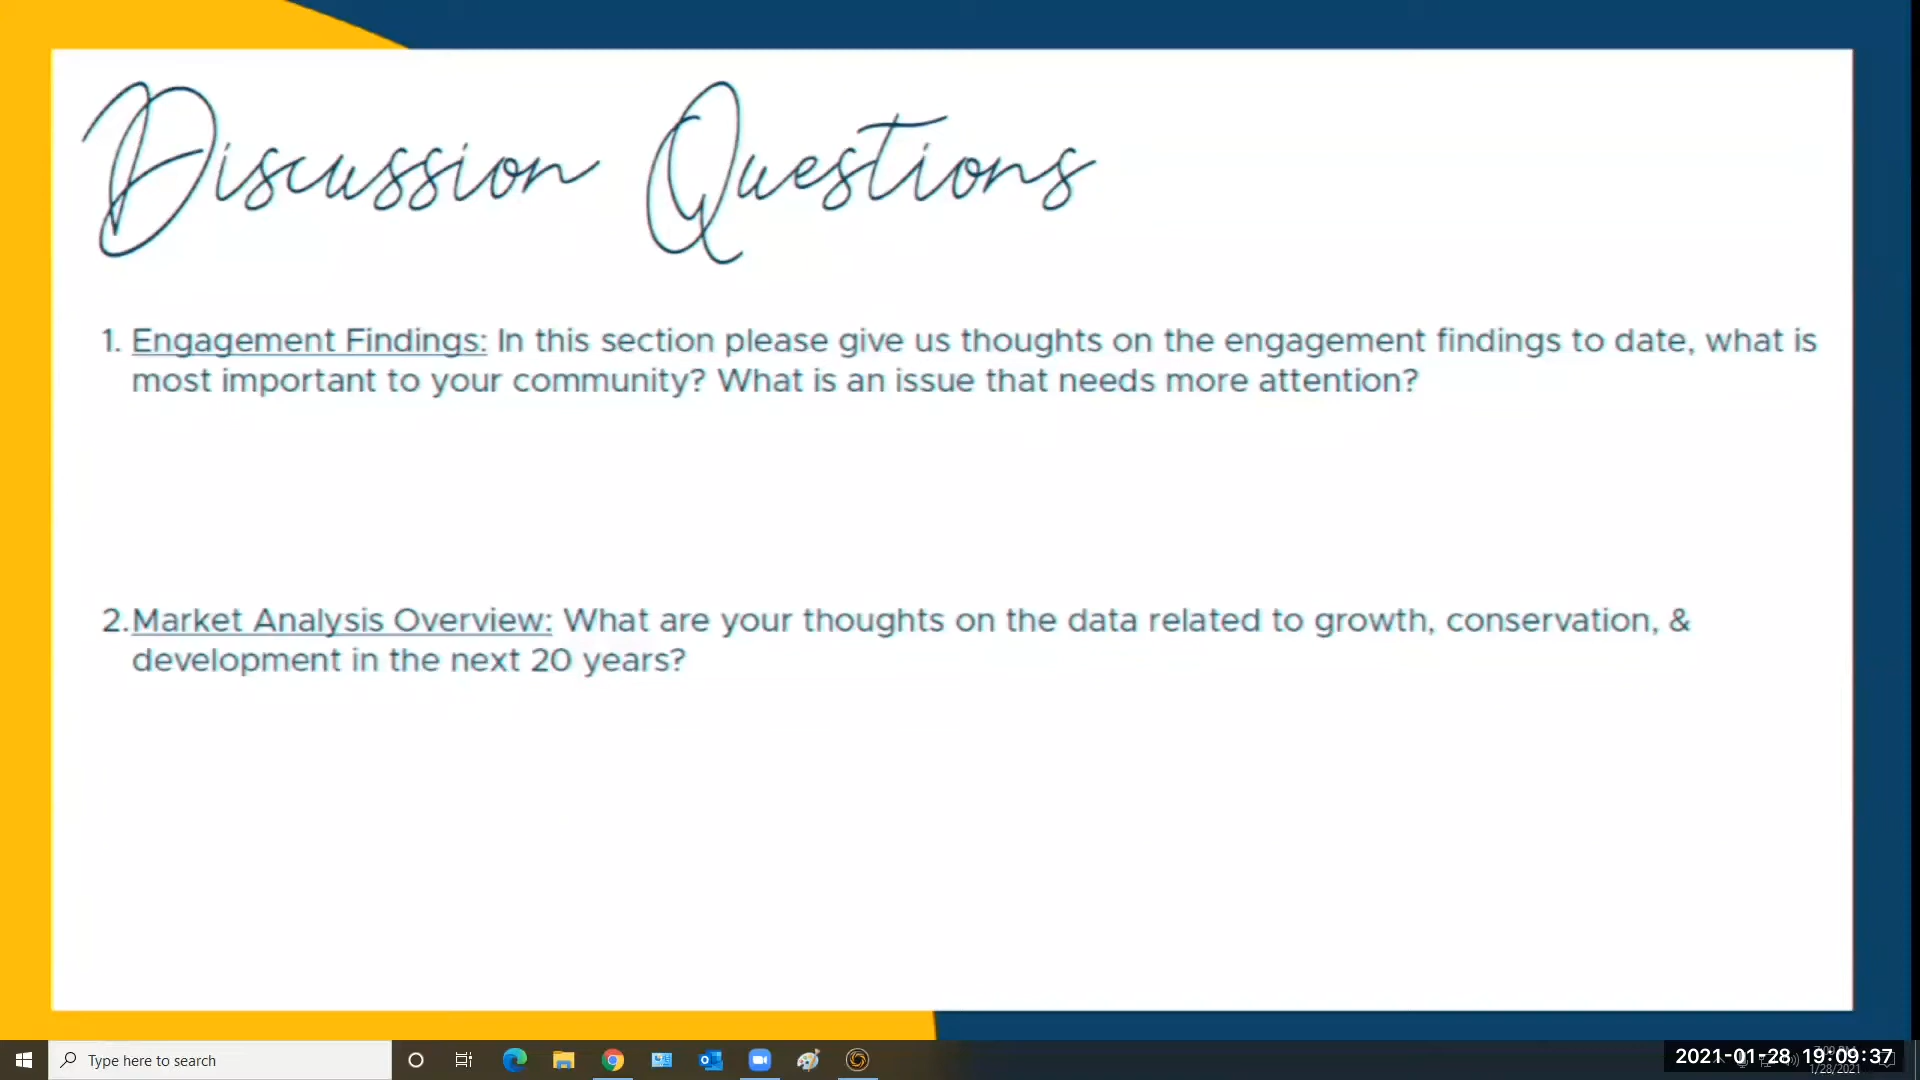 Discussion Questions
1. Engagement Findings: In this section please give us thoughts on the engagement findings to date, what is
most important to your community? What is an issue that needs more attention?
2. Market Analysis Overview: What are your thoughts on the data related to growth, conservation, &
development in the next 20 years?
Type here to search
2021-01-28 19:09:37
1/28/2021